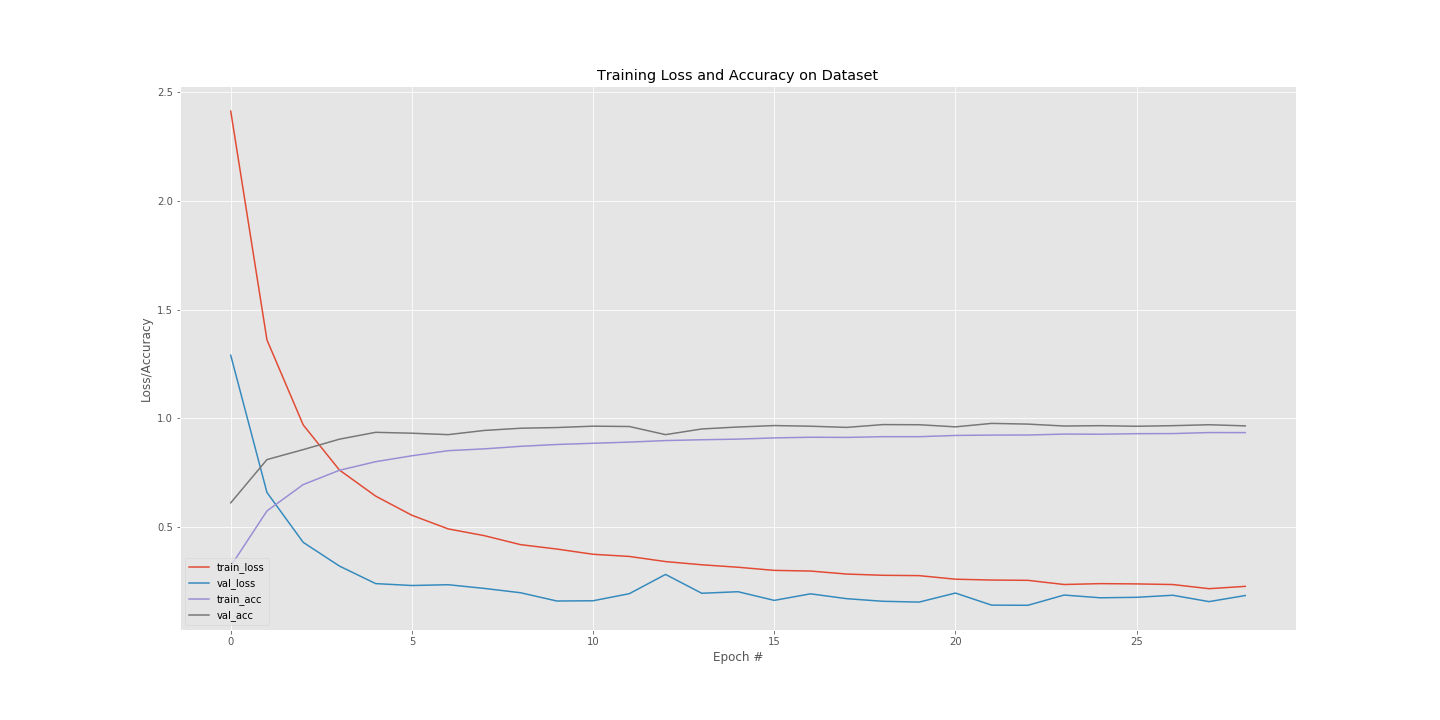 Training Loss and Accuracy on Dataset
2.5
2.0
1.5
1.0
0.5
Loss/Accuracy
train_loss
val_loss
train_acc
val_acc
0 5 10 15 20 25
Epoch #